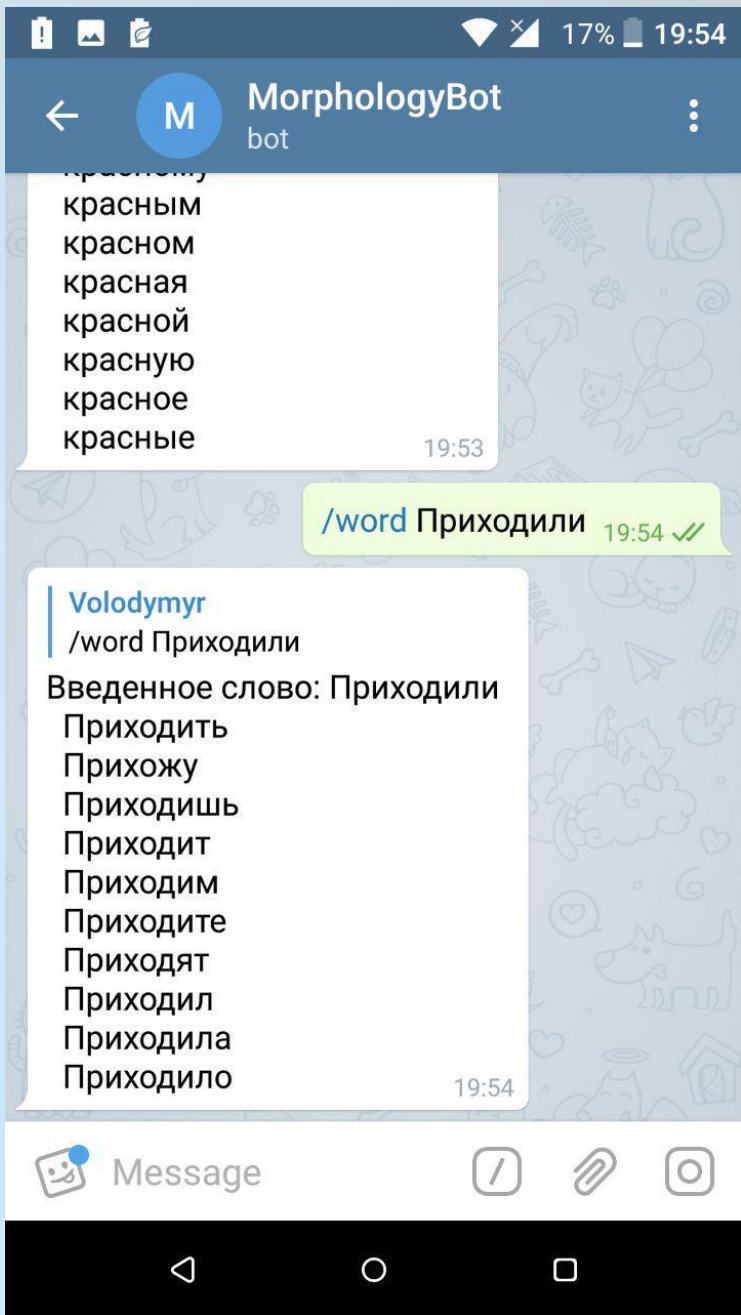 17% 19:54
M
MorphologyBot
bot
красным
красном
красная
красной
красную
красное
красные
19:53
/word Приходили 19:54
Volodymyr
/word Приходили
Введенное слово: Приходили
Приходить
Прихожу
Приходишь
Приходит
Приходим
Приходите
Приходят
Приходил
Приходила
Приходило
19:54
Message